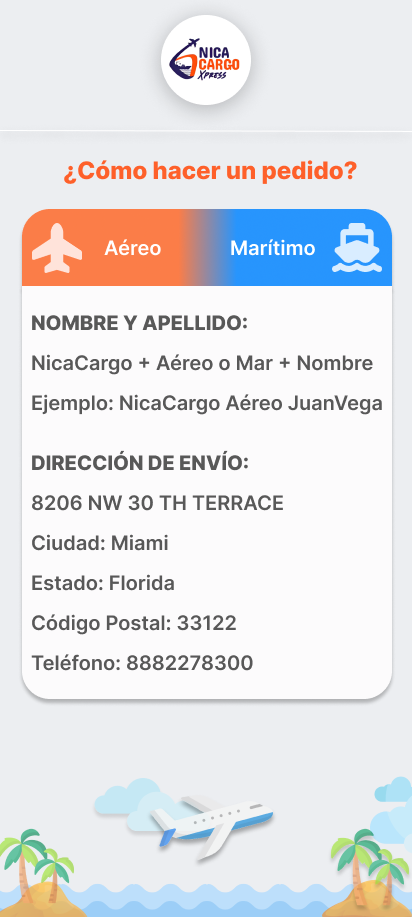 NICA
CARGO
Xpress
¿Cómo hacer un pedido?
Aéreo
Marítimo
NOMBRE Y APELLIDO:
NicaCargo + Aéreo o Mar + Nombre
Ejemplo: NicaCargo Aéreo JuanVega
DIRECCIÓN DE ENVÍO:
8206 NW 30 TH TERRACE
Ciudad: Miami
Estado: Florida
Código Postal: 33122
Teléfono: 8882278300